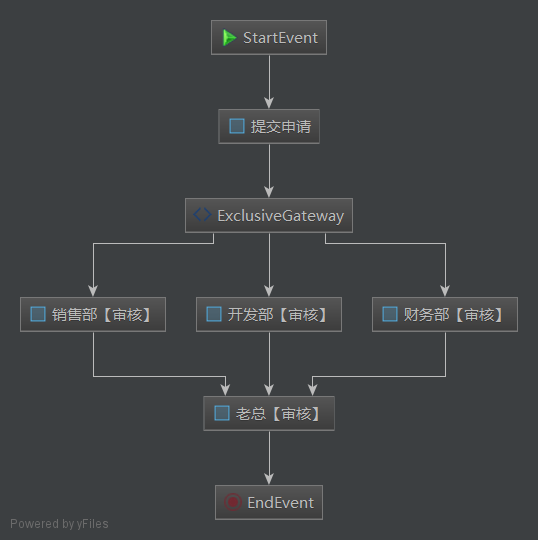 StartEvent
提交申请
ExclusiveGateway
销售部【审核】
开发部【审核】
财务部【审核】
老总【审核】
EndEvent
Powered by yFiles